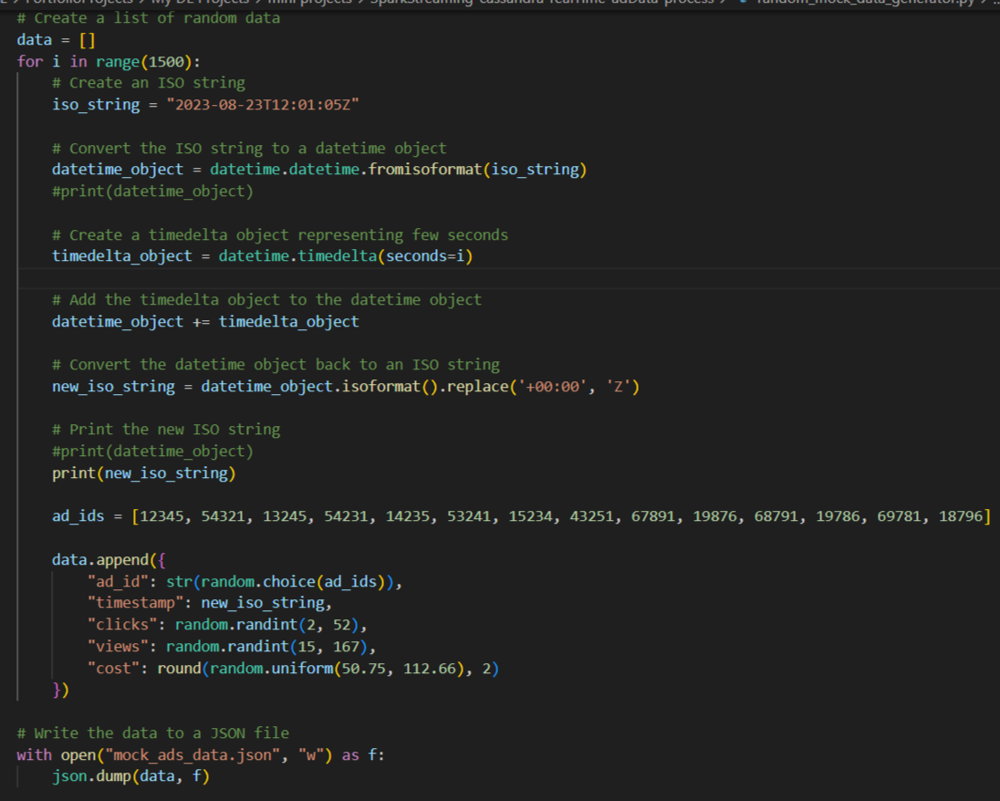 PortfolioProjects > My DE Projects > mini projects > SparkStreaming-cassandra-realTime-adData-process > random_mock_data_generator.py > ...
# Create a list of random data
data = []
for i in range(1500):
    # Create an ISO string
    iso_string = "2023-08-23T12:01:05Z"
    # Convert the ISO string to a datetime object
    datetime_object = datetime.datetime.fromisoformat(iso_string)
    #print(datetime_object)
    # Create a timedelta object representing few seconds
    timedelta_object = datetime.timedelta(seconds=i)
    # Add the timedelta object to the datetime object
    datetime_object += timedelta_object
    # Convert the datetime object back to an ISO string
    new_iso_string = datetime_object.isoformat().replace('+00:00', 'Z')
    # Print the new ISO string
    #print(datetime_object)
    print(new_iso_string)
    ad_ids = [12345, 54321, 13245, 54231, 14235, 53241, 15234, 43251, 67891, 19876, 68791, 19786, 69781, 18796]
    data.append({
        "ad_id": str(random.choice(ad_ids)),
        "timestamp": new_iso_string,
        "clicks": random.randint(2, 52),
        "views": random.randint(15, 167),
        "cost": round(random.uniform(50.75, 112.66), 2)
    })
# Write the data to a JSON file
with open("mock_ads_data.json", "w") as f:
    json.dump(data, f)